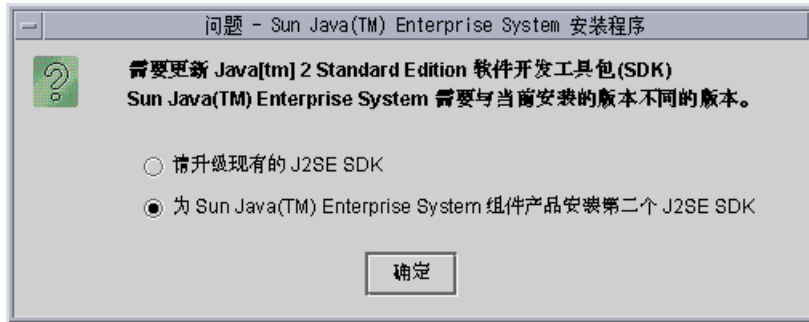 问题 - Sun Java(TM) Enterprise System 安装程序
需要更新 Java[tm] 2 Standard Edition 软件开发工具包(SDK)
Sun Java(TM) Enterprise System 需要与当前安装的版本不同的版本。
请升级现有的 J2SE SDK
为 Sun Java(TM) Enterprise System 组件产品安装第二个 J2SE SDK
确定